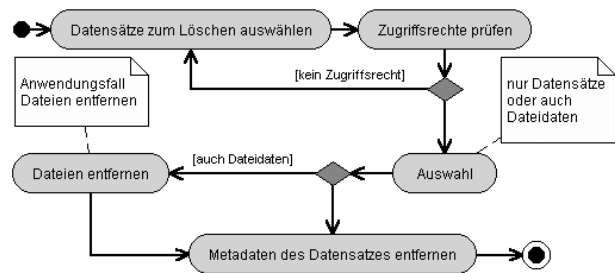 Datensätze zum Löschen auswählen
Zugriffsrechte prüfen
Anwendungsfall
Dateien entfernen
[kein Zugriffsrecht]
nur Datensätze
oder auch
Dateidaten
[auch Dateidaten]
Dateien entfernen
Auswahl
Metadaten des Datensatzes entfernen